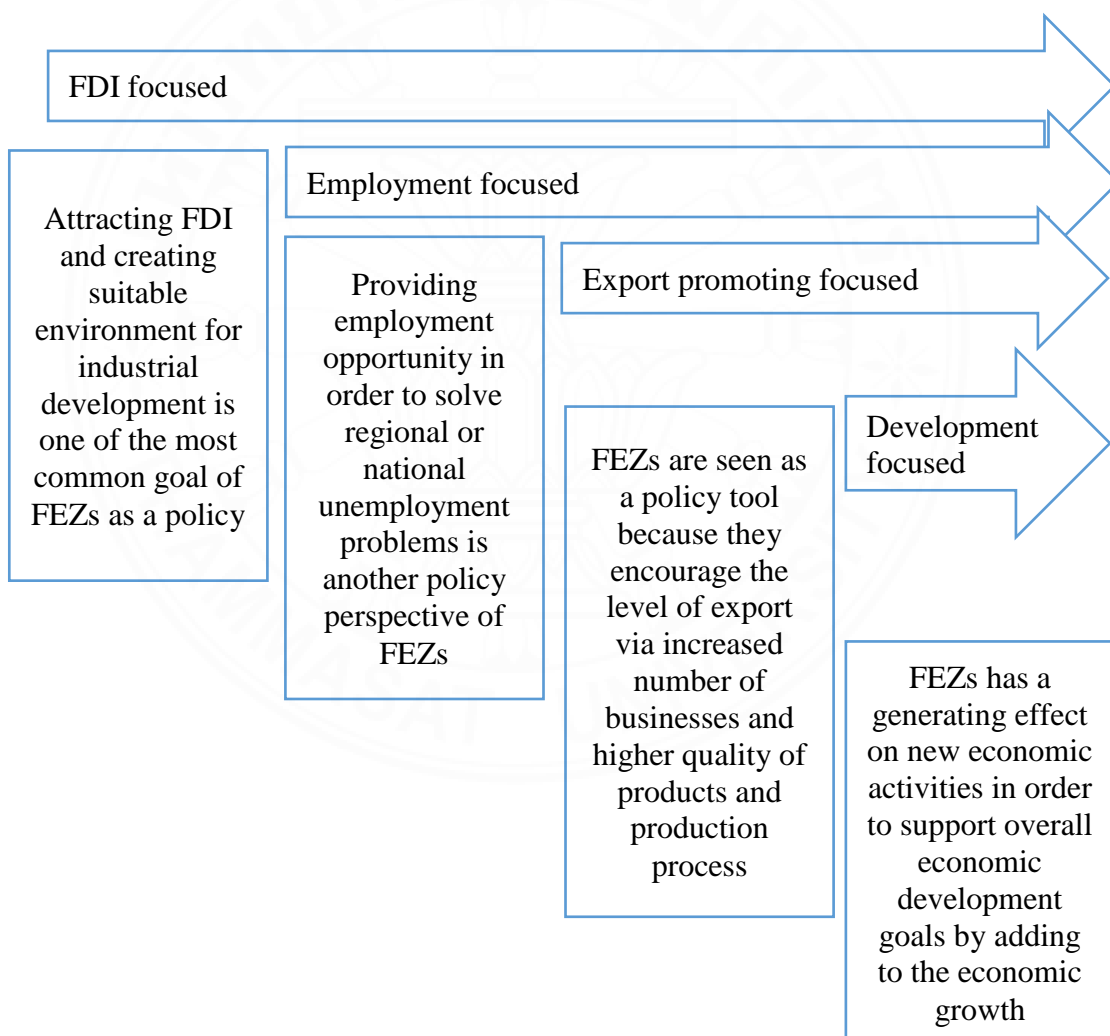 FDI focused
Attracting FDI
and creating
suitable
environment for
industrial
development is
one of the most
common goal of
FEZs as a policy
Employment focused
Providing
employment
opportunity in
order to solve
regional or
national
unemployment
problems is
another policy
perspective of
FEZs
Export promoting focused
FEZs are seen as
a policy tool
because they
encourage the
level of export
via increased
number of
businesses and
higher quality of
products and
production
process
Development
focused
FEZs has a
generating effect
on new economic
activities in order
to support overall
economic
development
goals by adding
to the economic
growth